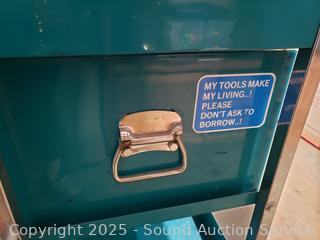 MY TOOLS MAKE
MY LIVING..!
PLEASE
DON'T ASK TO
BORROW..!
Copyright 2025 - Sound Auction Service